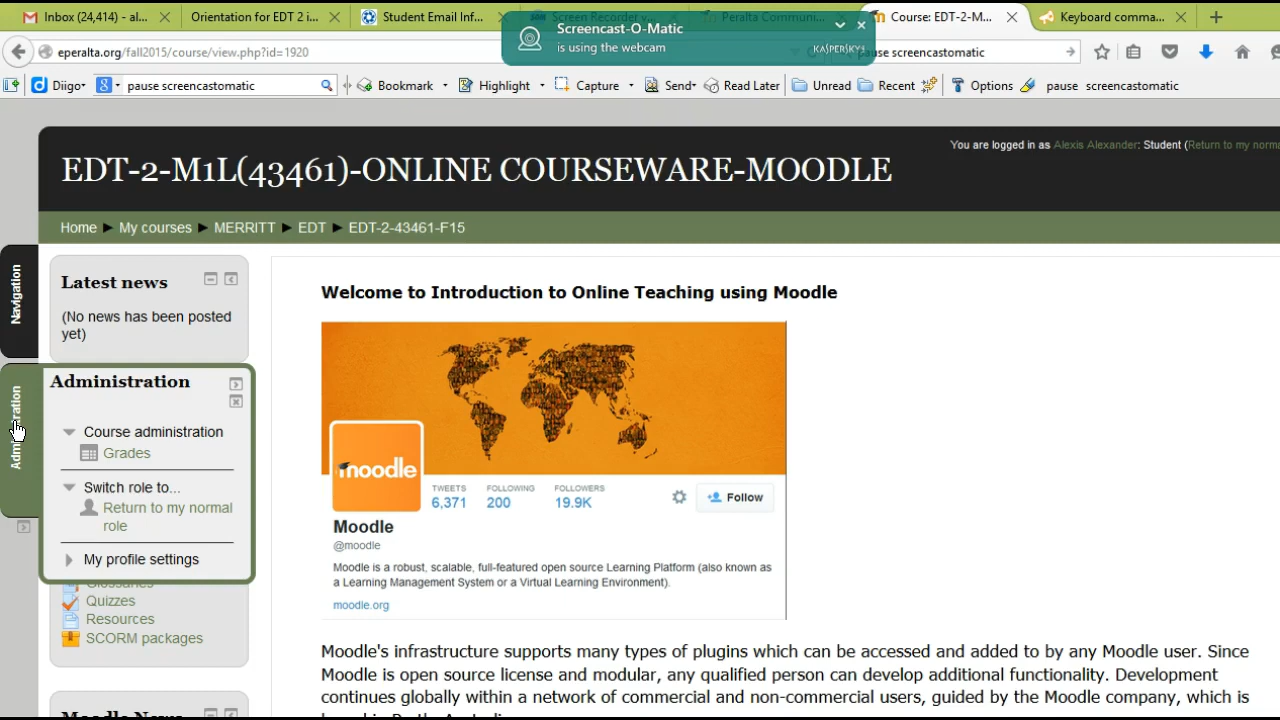 Inbox (24,414) - al...
Orientation for EDT 2 i...
Student Email Inf...
Screen Recorder
Peralta Commun...
Course: EDT-2-M...
Keyboard comma...
Screencast-O-Matic
is using the webcam
KASPERSKY
eperalta.org/fall2015/course/view.php?id=1920
pause screencastomatic
Diigo
pause screencastomatic
Bookmark
Highlight
Capture
Send
Read Later
Unread
Recent
Options
pause
screencastomatic
EDT-2-M1L(43461)-ONLINE COURSEWARE-MOODLE
You are logged in as Alexis Alexander: Student (Return to my norm
Home ► My courses ► MERRITT ► EDT ► EDT-2-43461-F15
Navigation
Administration
Latest news
(No news has been posted
yet)
Administration
Course administration
Grades
Switch role to...
Return to my normal
role
My profile settings
Glossaries
Quizzes
Resources
SCORM packages
Moodle News
Welcome to Introduction to Online Teaching using Moodle
moodle
TWEETS FOLLOWING FOLLOWERS
6,371 200 19.9K
Follow
Moodle
@moodle
Moodle is a robust, scalable, full-featured open source Learning Platform (also known as
a Learning Management System or a Virtual Learning Environment).
moodle.org
Moodle's infrastructure supports many types of plugins which can be accessed and added to by any Moodle user. Since
Moodle is open source license and modular, any qualified person can develop additional functionality. Development
continues globally within a network of commercial and non-commercial users, guided by the Moodle company, which is